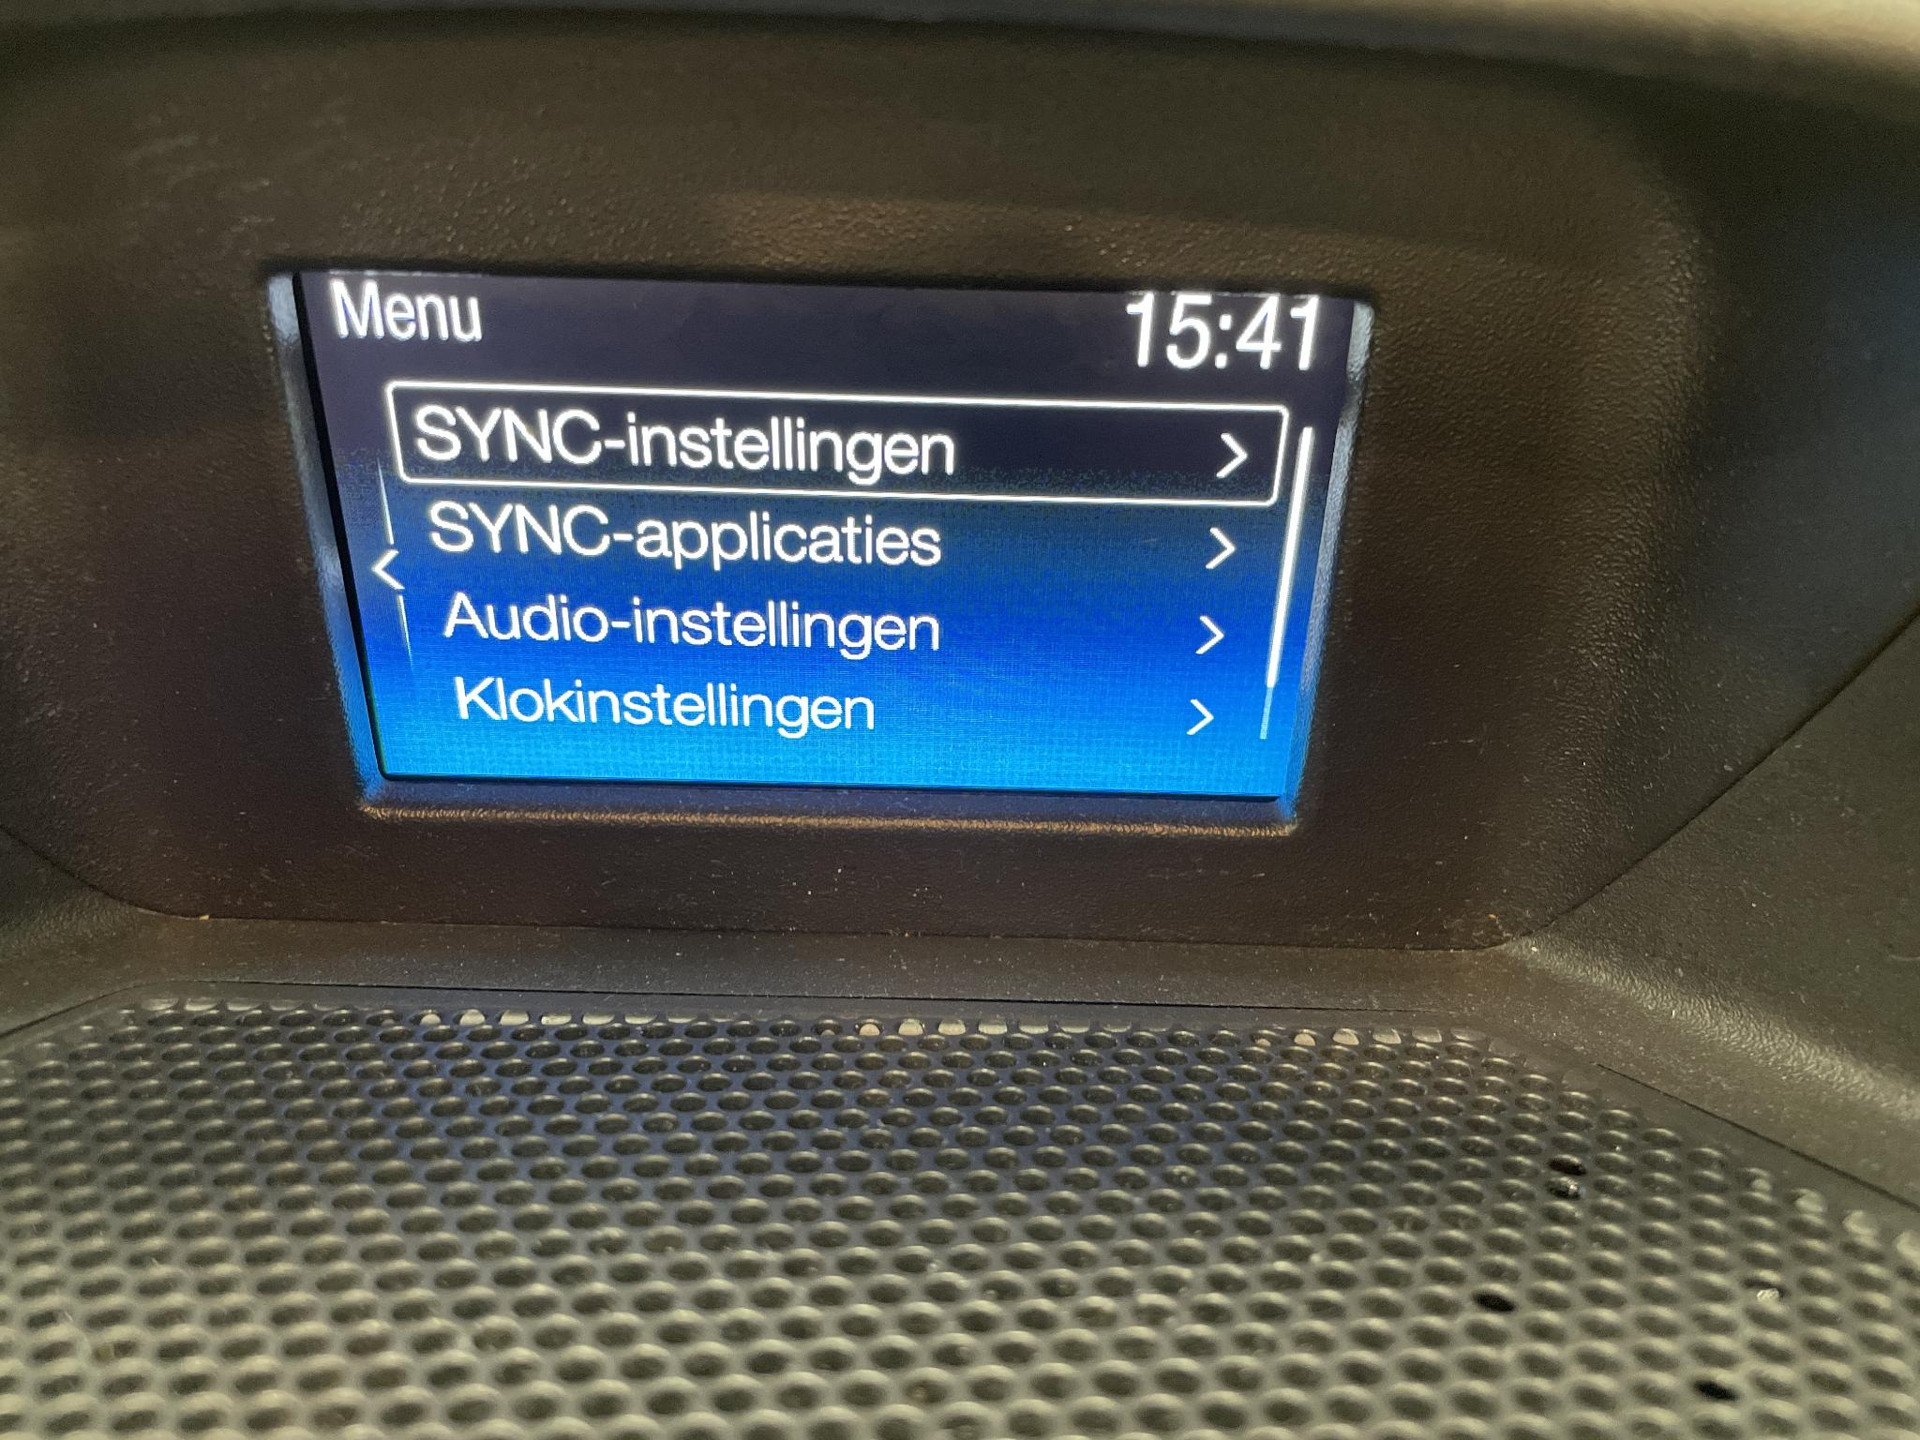 Menu
15:41
SYNC-instellingen
SYNC-applicaties
Audio-instellingen
Klokinstellingen